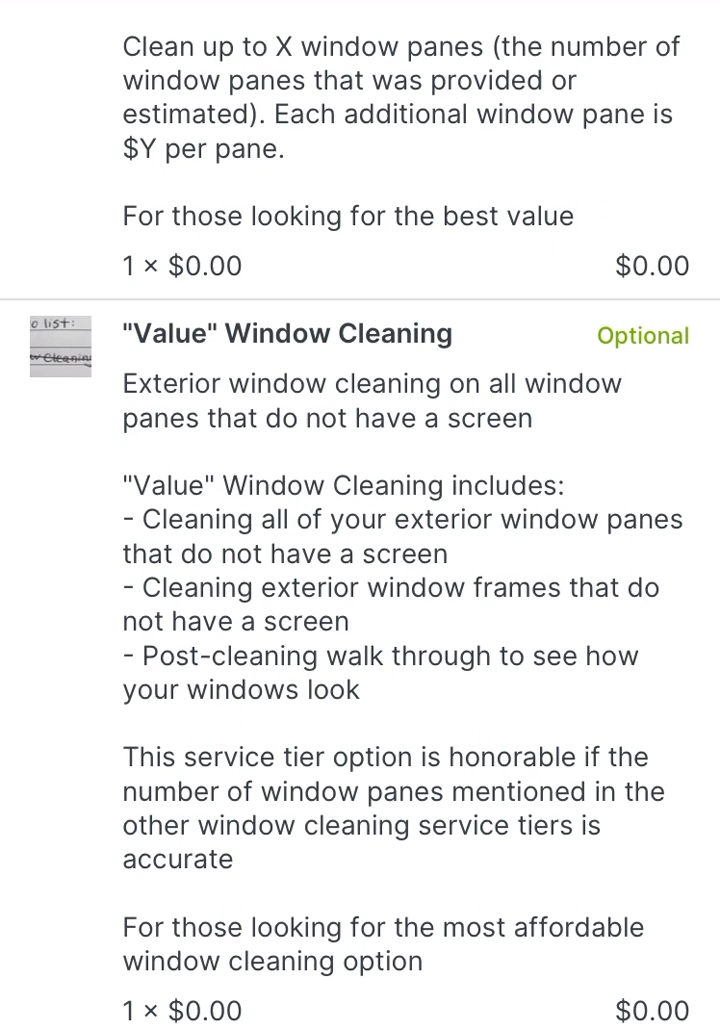 Clean up to X window panes (the number of
window panes that was provided or
estimated). Each additional window pane is
$Y per pane.
For those looking for the best value
1 × $0.00 $0.00
o list:
"Value" Window Cleaning Optional
w Cleaning
Exterior window cleaning on all window
panes that do not have a screen
"Value" Window Cleaning includes:
- Cleaning all of your exterior window panes
that do not have a screen
- Cleaning exterior window frames that do
not have a screen
- Post-cleaning walk through to see how
your windows look
This service tier option is honorable if the
number of window panes mentioned in the
other window cleaning service tiers is
accurate
For those looking for the most affordable
window cleaning option
1 × $0.00 $0.00